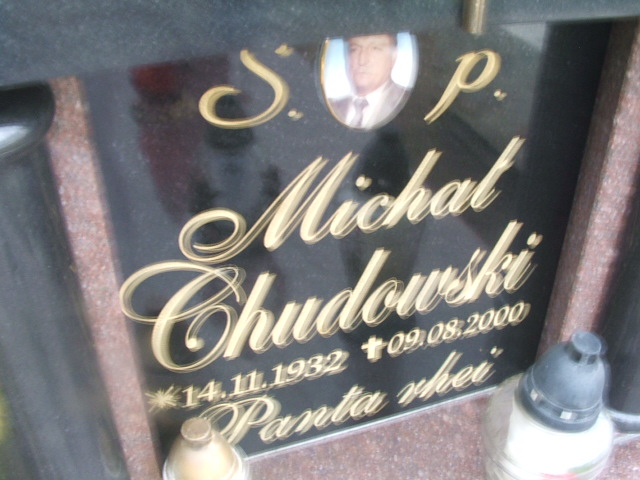 Ś. P.
Michał
Chudowski
*14.11.1932 ✝09.08.2000
"Panta rhei"